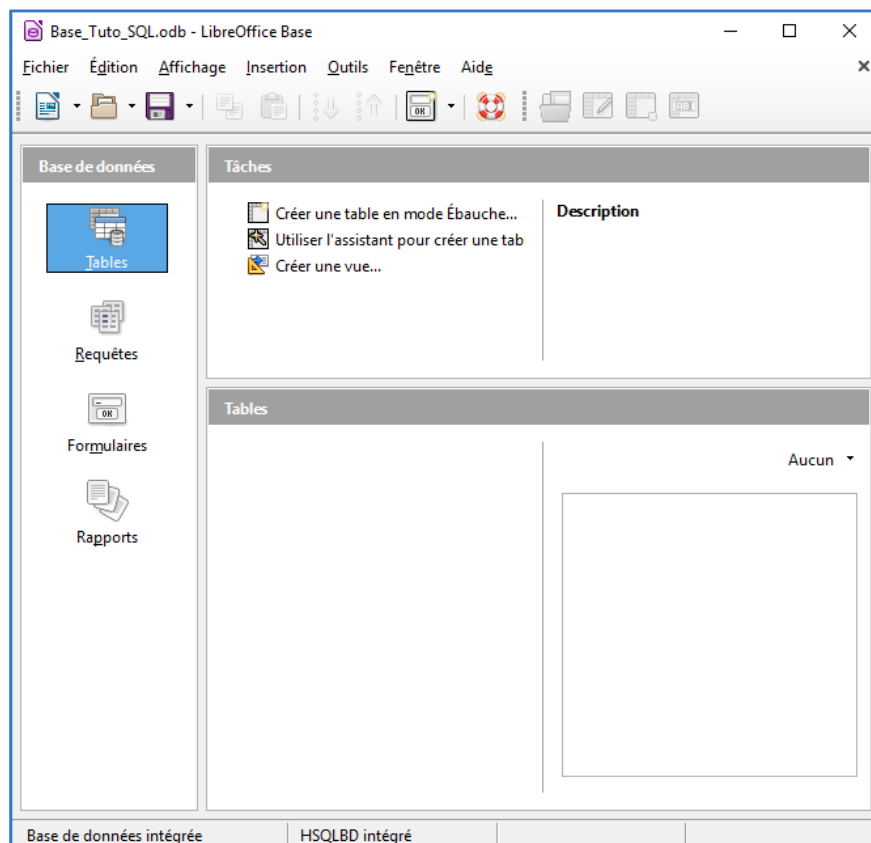 Base_Tuto_SQL.odb - LibreOffice Base
Fichier Édition Affichage Insertion Outils Fenêtre Aide
OK
Base de données
Tâches
Tables
Créer une table en mode Ébauche...
Utiliser l'assistant pour créer une tab
Créer une vue...
Description
Requêtes
OK
Formulaires
Rapports
Tables
Aucun
Base de données intégrée
HSQLBD intégré